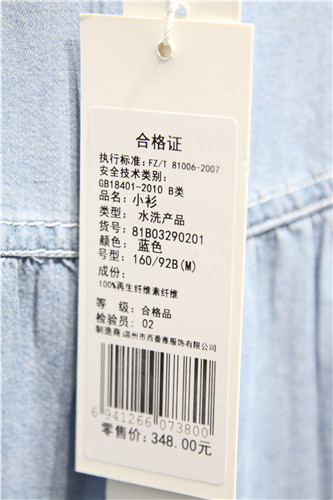 合格证
执行标准: FZ/T 81006-2007
安全技术类别:
GB18401-2010 B类
品名: 小衫
类型: 水洗产品
货号: 81B03290201
颜色: 蓝色
号型: 160/92B(M)
成份:
100%再生纤维素纤维
等 级: 合格品
检验员: 02
制造商:温州市西番雅服饰有限公司
6 941266 073800
零售价: 348.00元